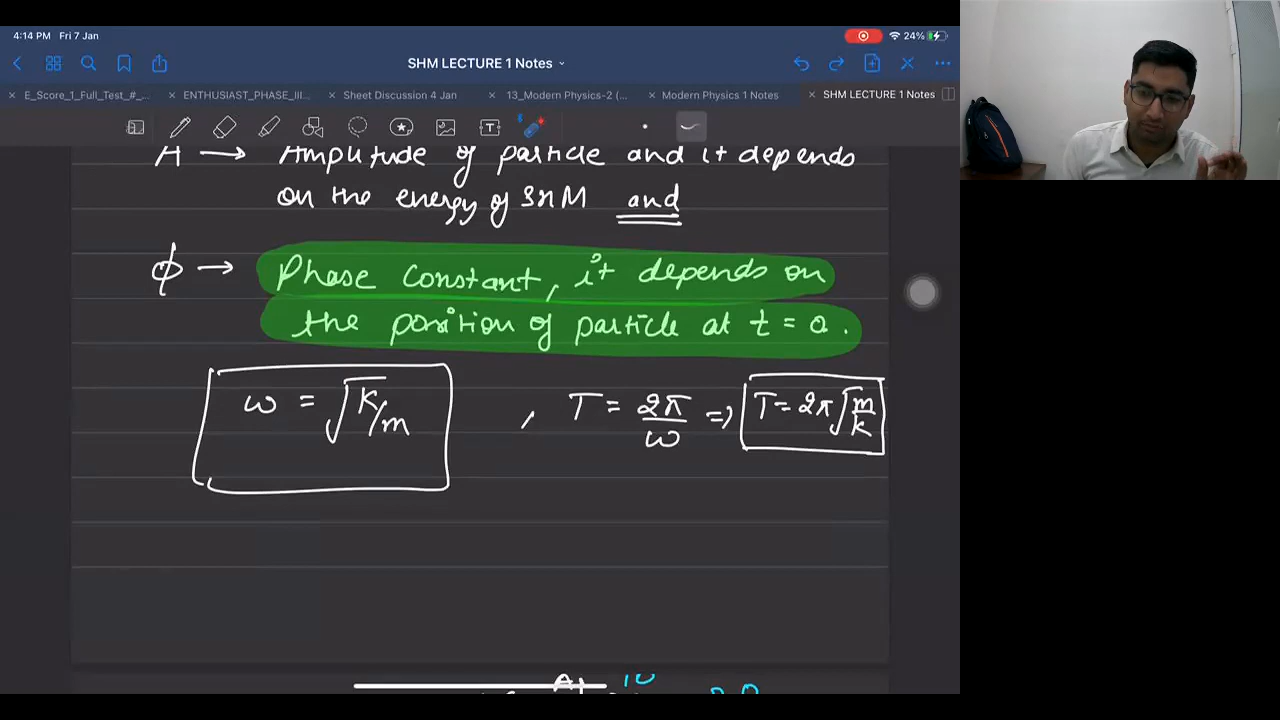 4:14 PM Fri 7 Jan
24%
SHM LECTURE 1 Notes
E_Score_1_Full_Test_#_...
ENTHUSIAST_PHASE_III...
Sheet Discussion 4 Jan
13_Modern Physics-2 (...
Modern Physics 1 Notes
SHM LECTURE 1 Notes
A → Amplitude of particle and it depends
on the energy of SHM and
ϕ → Phase constant, it depends on
the position of particle at t = 0.
ω = √k/m , T = 2π/ω ⇒ T = 2π√m/k